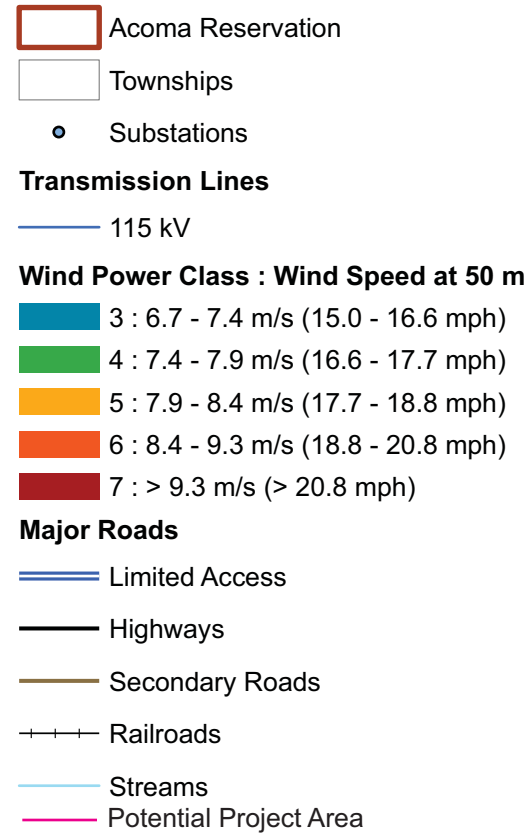 Acoma Reservation
Townships
Substations
Transmission Lines
115 kV
Wind Power Class : Wind Speed at 50 m
3 : 6.7 - 7.4 m/s (15.0 - 16.6 mph)
4 : 7.4 - 7.9 m/s (16.6 - 17.7 mph)
5 : 7.9 - 8.4 m/s (17.7 - 18.8 mph)
6 : 8.4 - 9.3 m/s (18.8 - 20.8 mph)
7 : > 9.3 m/s (> 20.8 mph)
Major Roads
Limited Access
Highways
Secondary Roads
Railroads
Streams
Potential Project Area